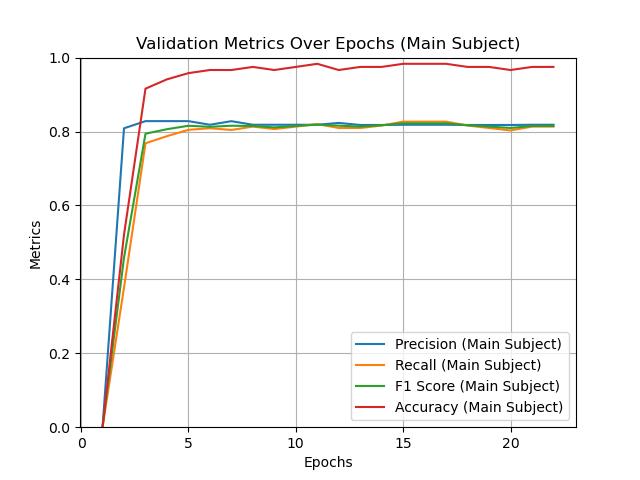 Validation Metrics Over Epochs (Main Subject)
1.0
0.8
0.6
0.4
0.2
0.0
Metrics
0
5
10
15
20
Epochs
Precision (Main Subject)
Recall (Main Subject)
F1 Score (Main Subject)
Accuracy (Main Subject)